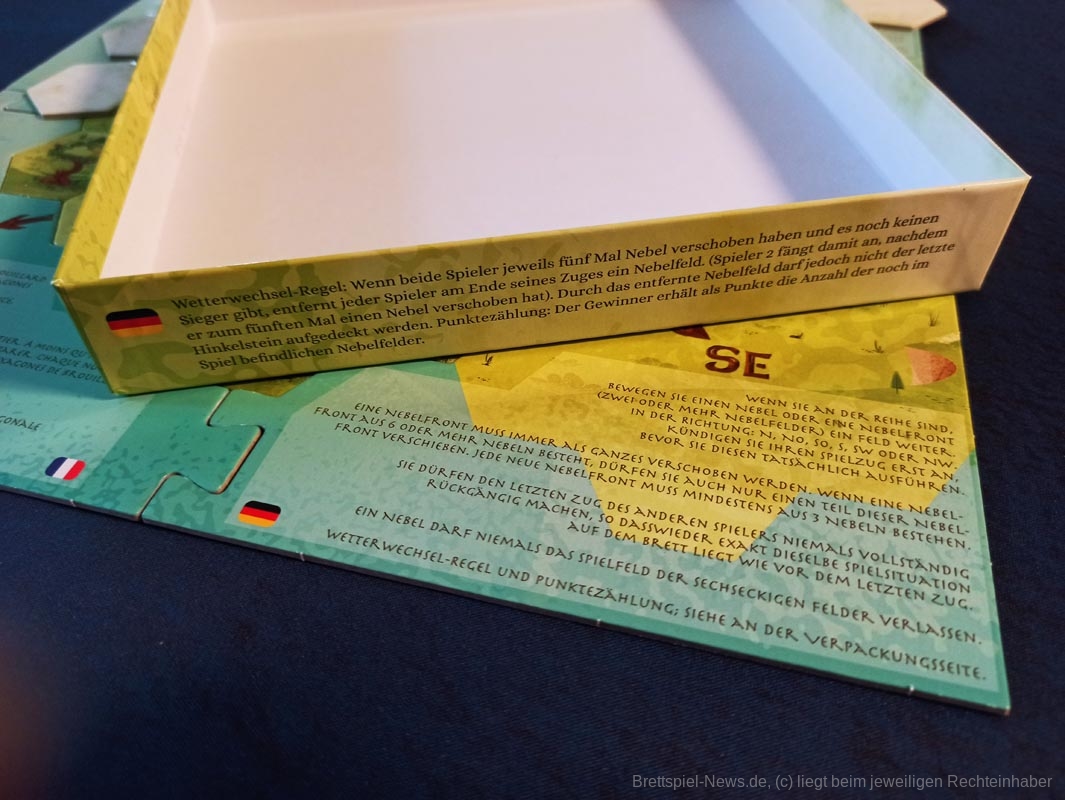 Wetterwechsel-Regel: Wenn beide Spieler jeweils fünf Mal Nebel verschoben haben und es noch keinen
Sieger gibt, entfernt jeder Spieler am Ende seines Zuges ein Nebelfeld. (Spieler 2 fängt damit an, nachdem
er zum fünften Mal einen Nebel verschoben hat). Durch das entfernte Nebelfeld darf jedoch nicht der letzte
Hinkelstein aufgedeckt werden. Punktezählung: Der Gewinner erhält als Punkte die Anzahl der noch im
Spiel befindlichen Nebelfelder.
SE
WENN SIE AN DER REIHE SIND,
BEWEGEN SIE EINEN NEBEL ODER EINE NEBELFRONT
(ZWEI ODER MEHR NEBELFELDER) EIN FELD WEITER.
IN DER RICHTUNG: N, NO, SO, S, SW ODER NW.
KÜNDIGEN SIE IHREN SPIELZUG ERST AN,
BEVOR SIE DIESEN TATSÄCHLICH AUSFÜHREN.
EINE NEBELFRONT MUSS IMMER ALS GANZES VERSCHOBEN WERDEN. WENN EINE NEBEL-
FRONT AUS 6 ODER MEHR NEBELN BESTEHT, DÜRFEN SIE AUCH NUR EINEN TEIL DIESER NEBEL-
FRONT VERSCHIEBEN. JEDE NEUE NEBELFRONT MUSS MINDESTENS AUS 3 NEBELN BESTEHEN.
SIE DÜRFEN DEN LETZTEN ZUG DES ANDEREN SPIELERS NIEMALS VOLLSTÄNDIG
RÜCKGÄNGIG MACHEN, SO DASSWIEDER EXAKT DIESELBE SPIELSITUATION
AUF DEM BRETT LIEGT WIE VOR DEM LETZTEN ZUG.
EIN NEBEL DARF NIEMALS DAS SPIELFELD DER SECHSECKIGEN FELDER VERLASSEN.
WETTERWECHSEL-REGEL UND PUNKTEZÄHLUNG; SIEHE AN DER VERPACKUNGSSEITE.
Brettspiel-News.de, (c) liegt beim jeweiligen Rechteinhaber